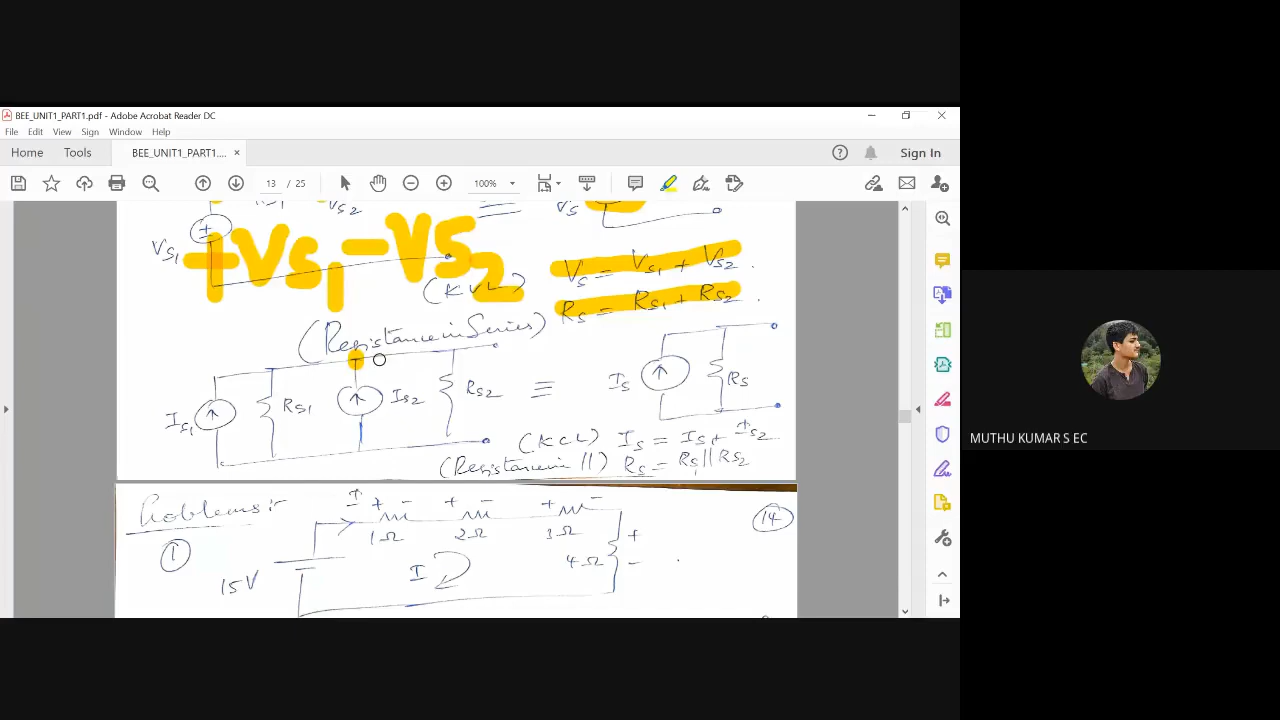 BEE_UNIT1_PART1.pdf - Adobe Acrobat Reader DC
File Edit View Window Help
Home Tools BEE_UNIT1_PART1.... × Sign In
13 / 25 100%
VS2 ≡ VS
VS1 +VS1 -VS2 VS = VS1 + VS2 .
(KVL) RS = RS1 + RS2 .
(Resistance in Series)
IS1 RS1 IS2 RS2 ≡ IS RS
(KCL) IS = IS1 + IS2
(Resistance in ||) RS = RS1 || RS2
Problems:-
14
1
I + - + - + -
1Ω 2Ω 3Ω
15V I 4Ω + -
MUTHU KUMAR S EC